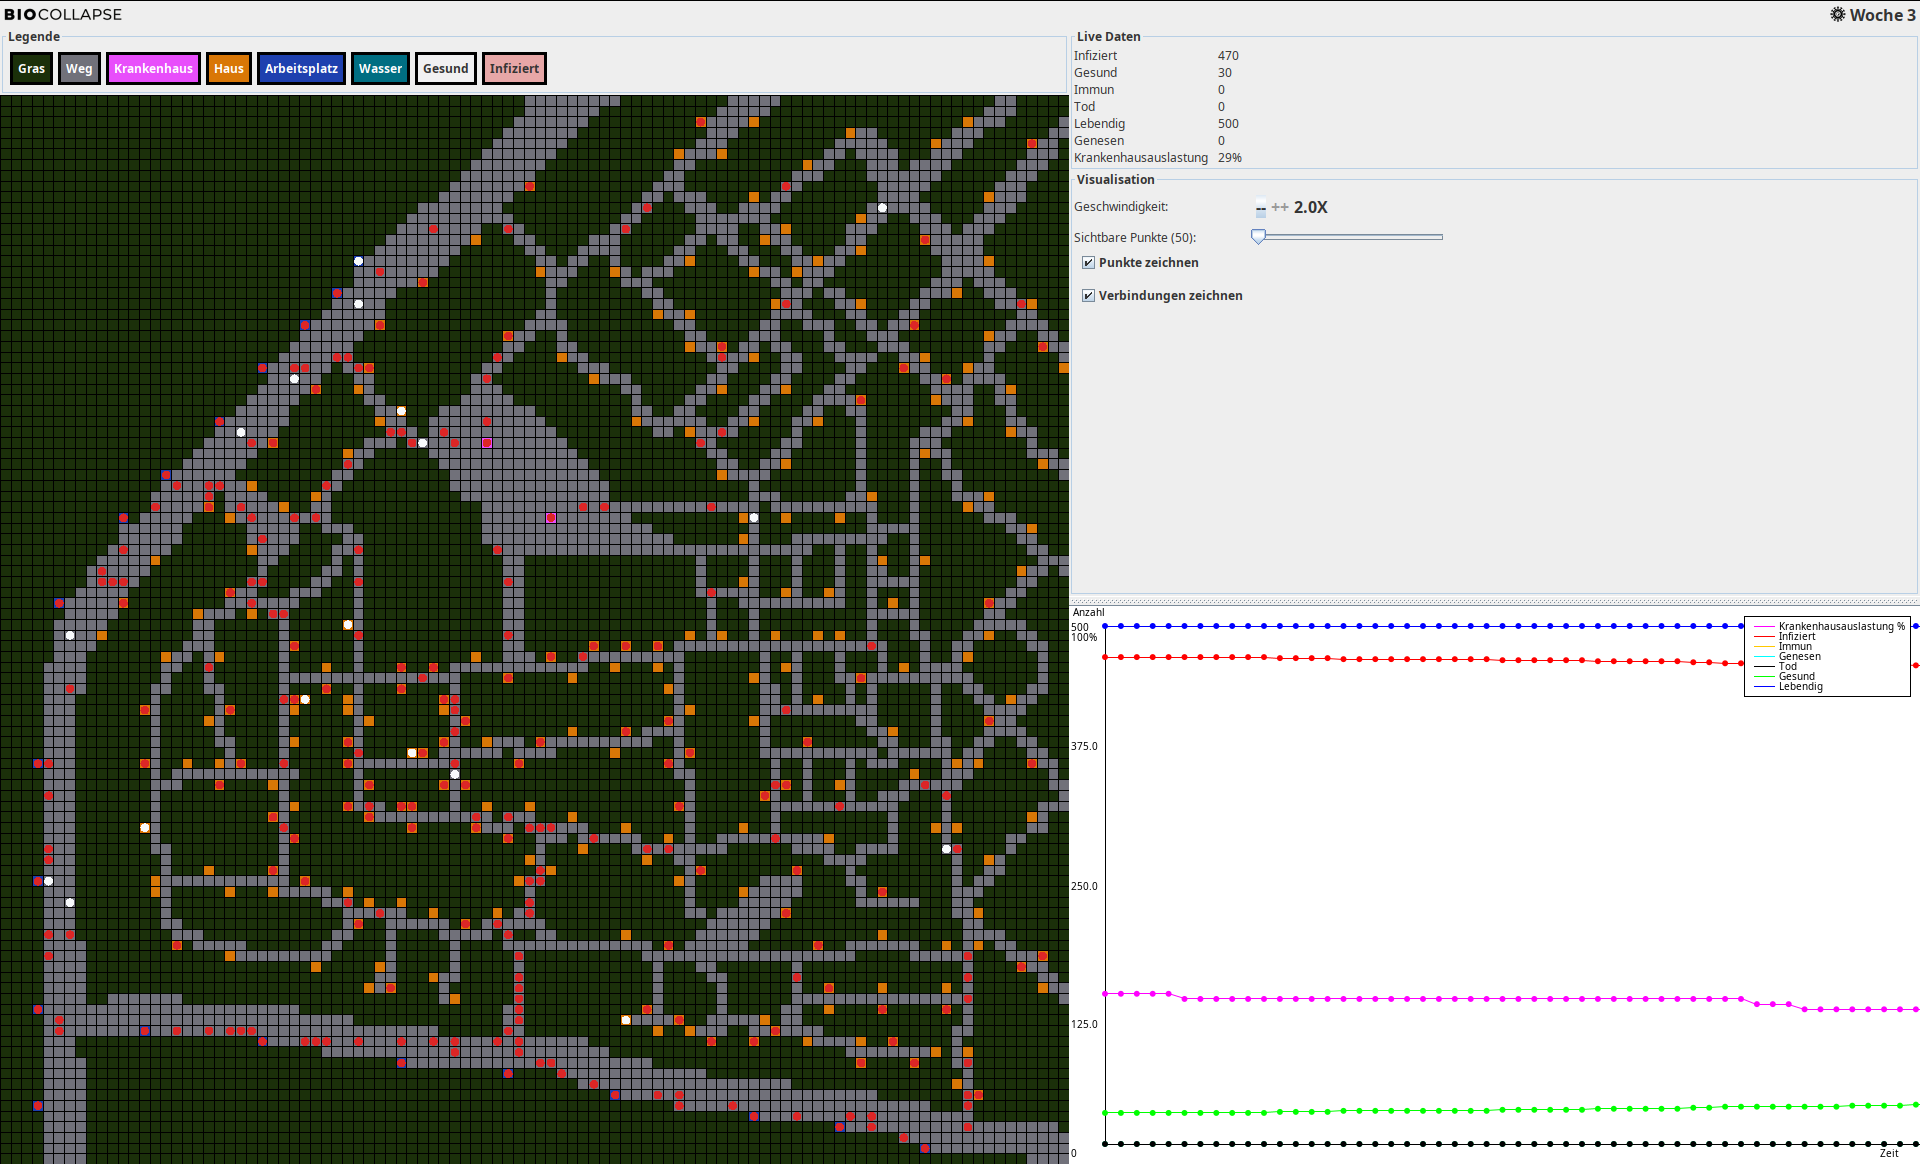 BIOCOLLAPSE
Woche 3
Legende
Gras Weg Krankenhaus Haus Arbeitsplatz Wasser Gesund Infiziert
Live Daten
Infiziert 470
Gesund 30
Immun 0
Tod 0
Lebendig 500
Genesen 0
Krankenhausauslastung 29%
Visualisation
Geschwindigkeit: -- ++ 2.0X
Sichtbare Punkte (50):
Punkte zeichnen
Verbindungen zeichnen
Anzahl
500
100%
375.0
250.0
125.0
0
Zeit
Krankenhausauslastung %
Infiziert
Immun
Genesen
Tod
Gesund
Lebendig